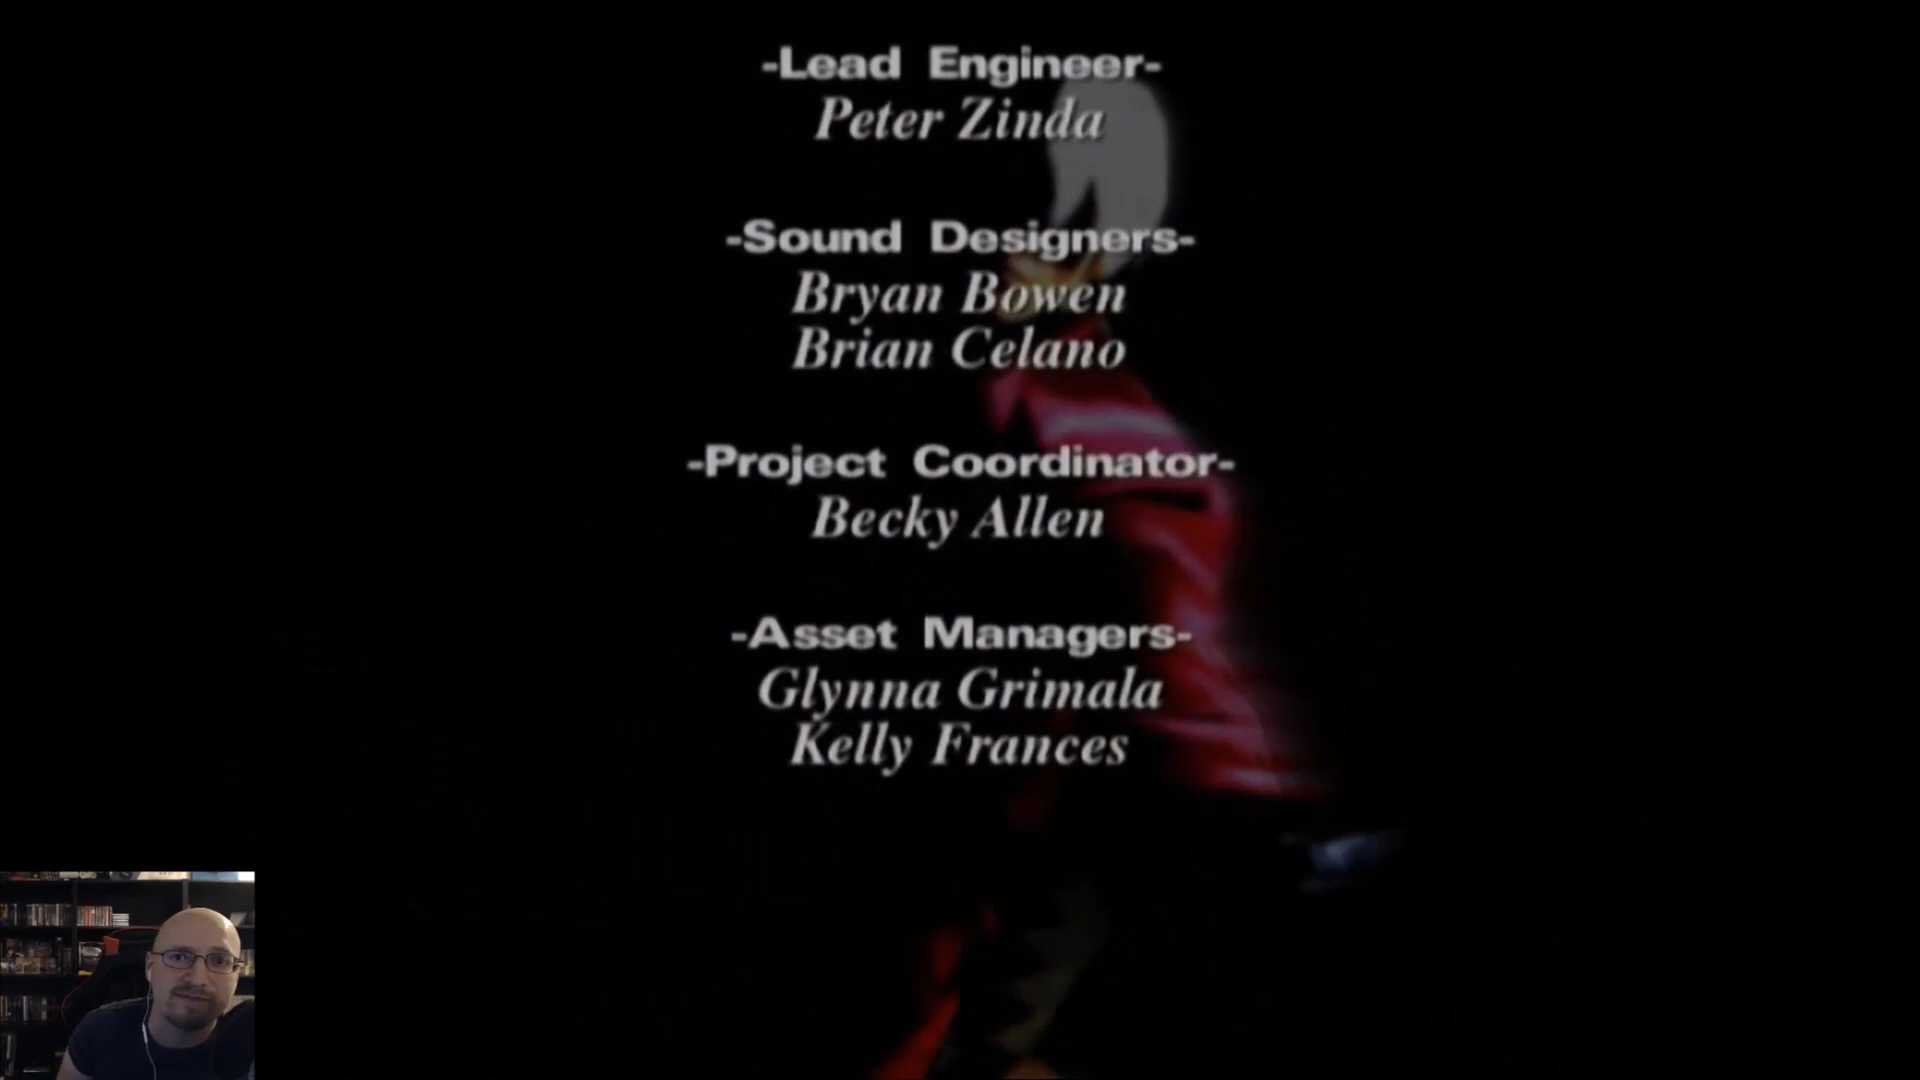 -Lead Engineer-
Peter Zinda
-Sound Designers-
Bryan Bowen
Brian Celano
-Project Coordinator-
Becky Allen
-Asset Managers-
Glynna Grimala
Kelly Frances